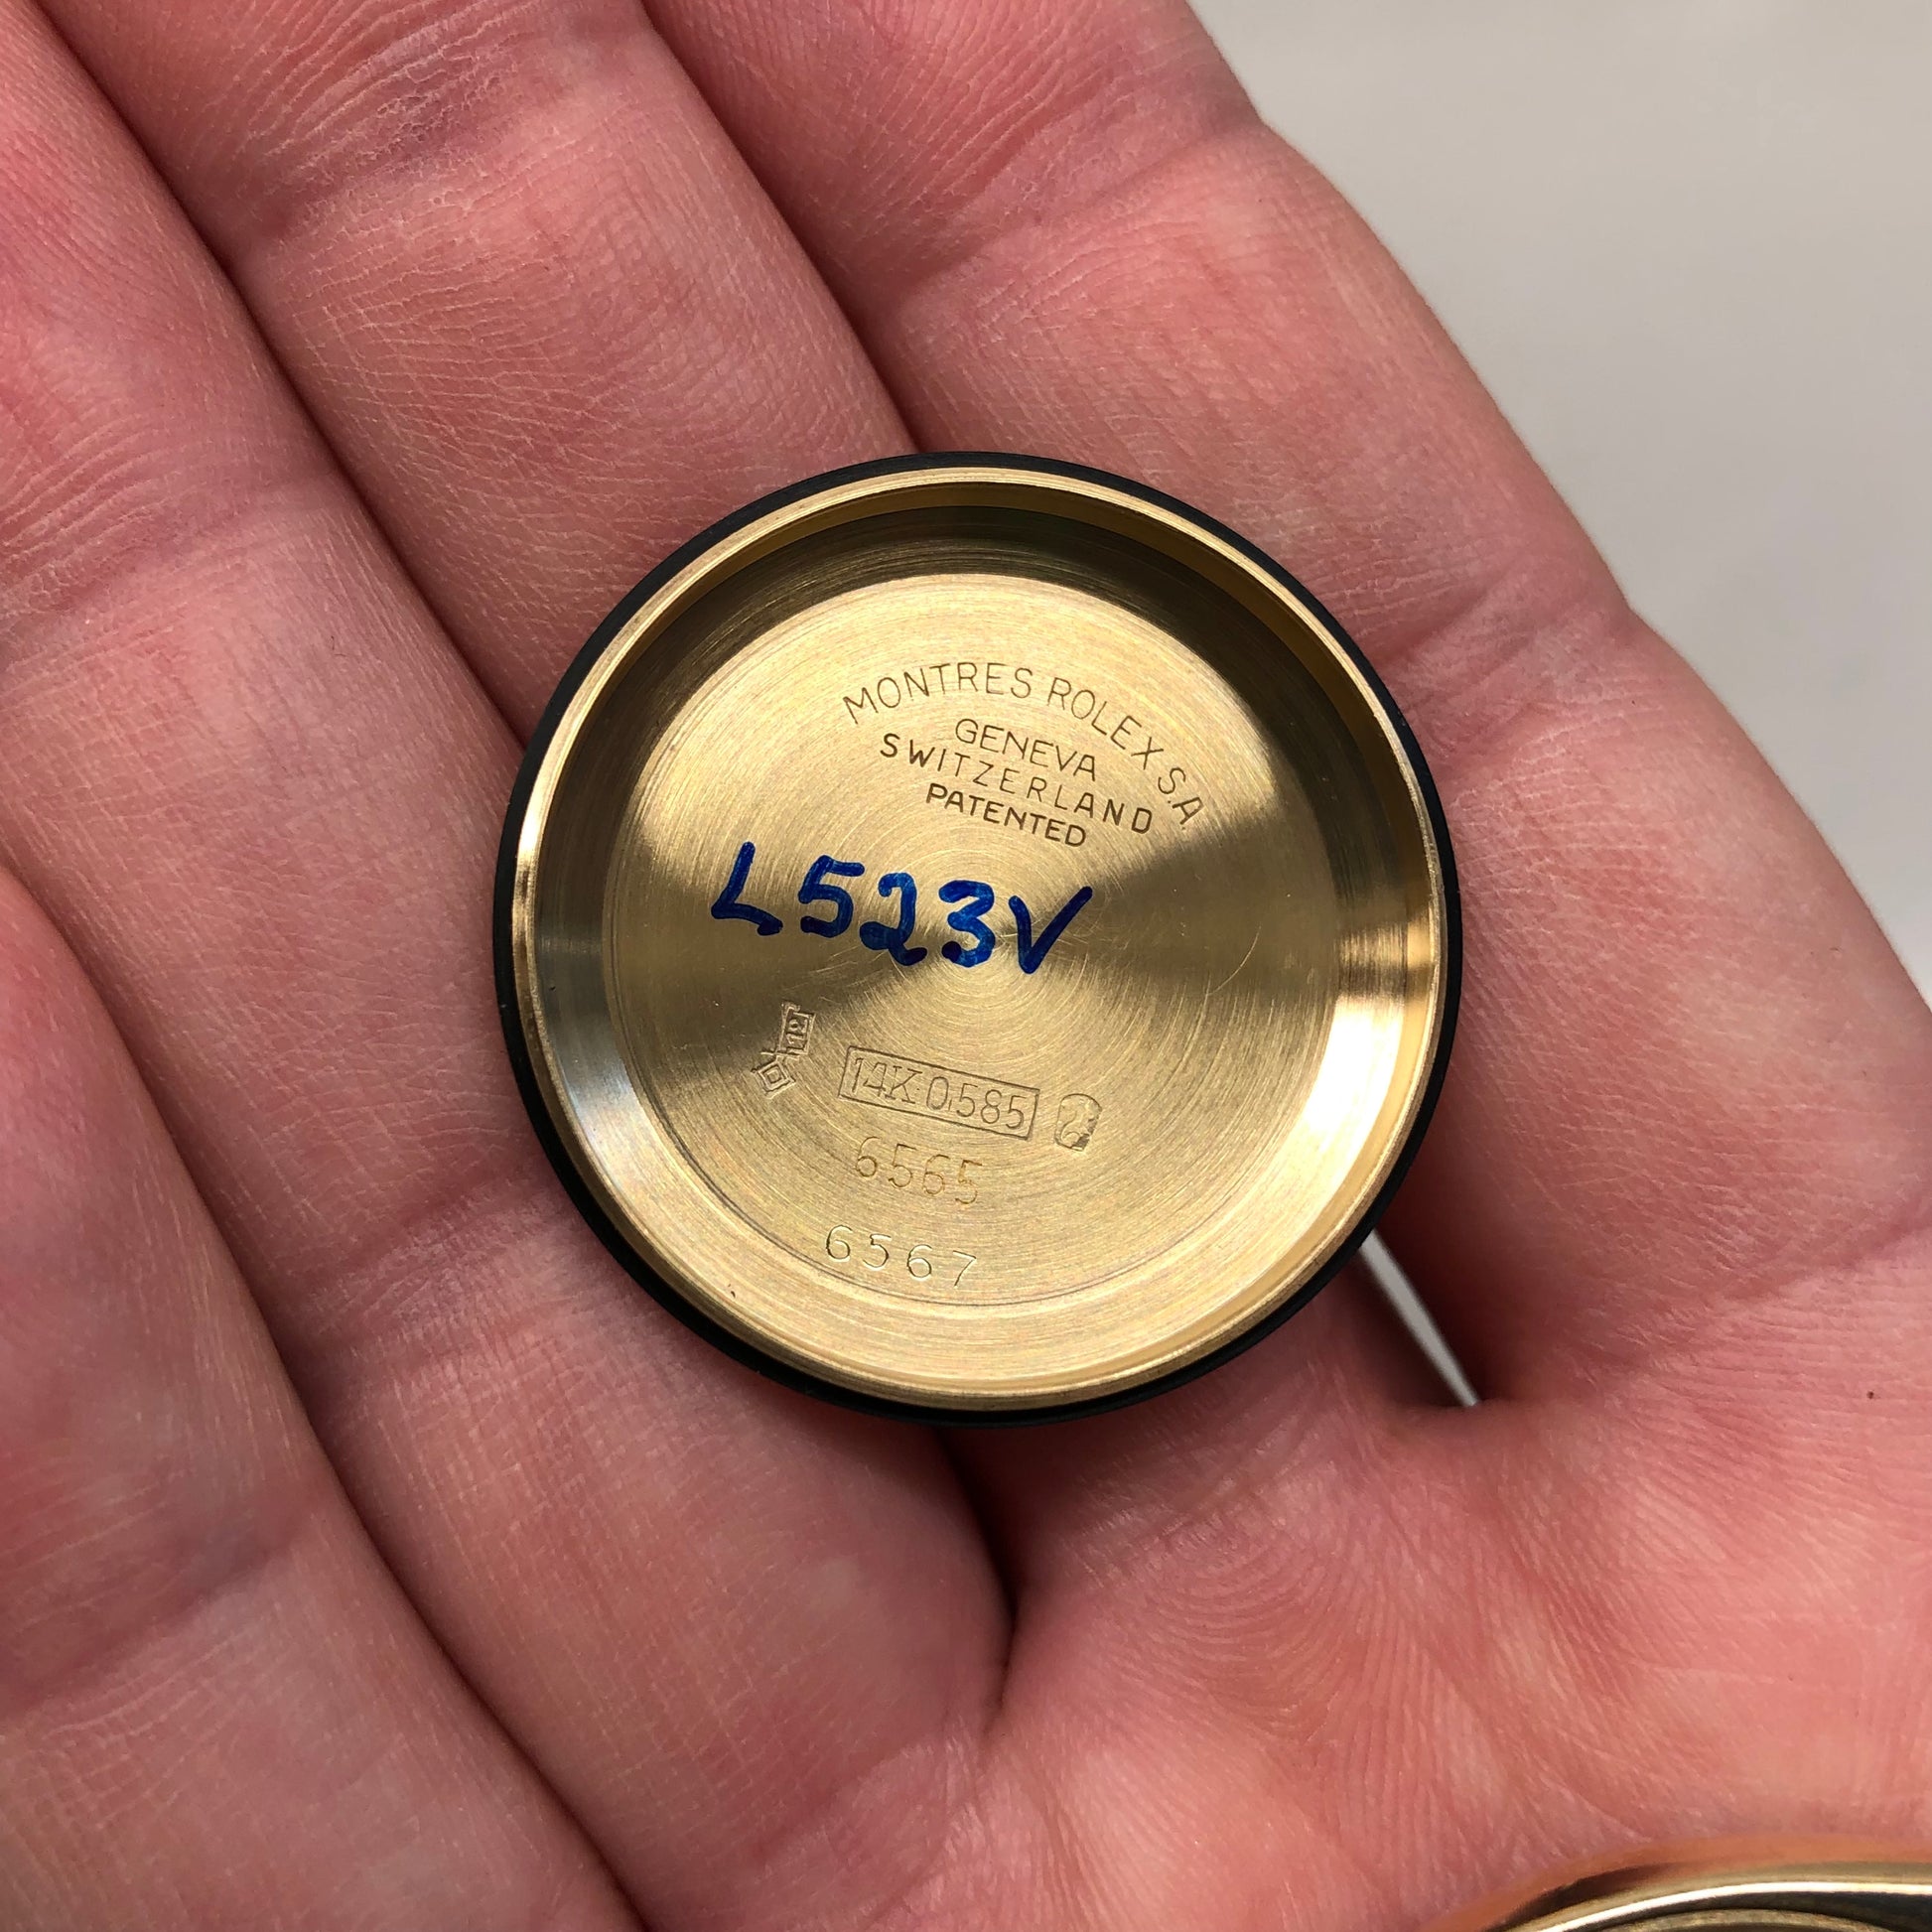 MONTRES ROLEX S.A.
GENEVA
SWITZERLAND
PATENTED
L523V
14K 0,585
6565
6567